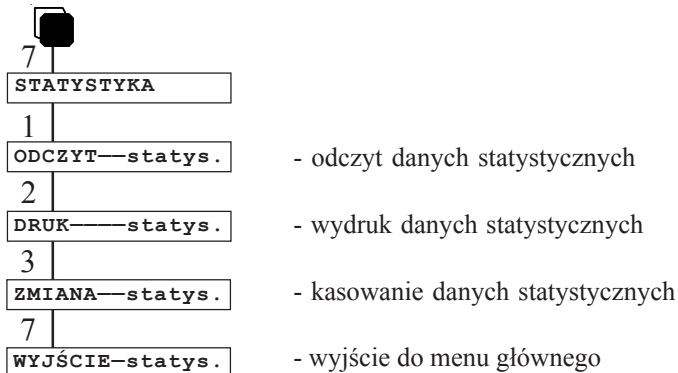 7
STATYSTYKA
1
ODCZYT——statys. - odczyt danych statystycznych
2
DRUK————statys. - wydruk danych statystycznych
3
ZMIANA——statys. - kasowanie danych statystycznych
7
WYJŚCIE—statys. - wyjście do menu głównego